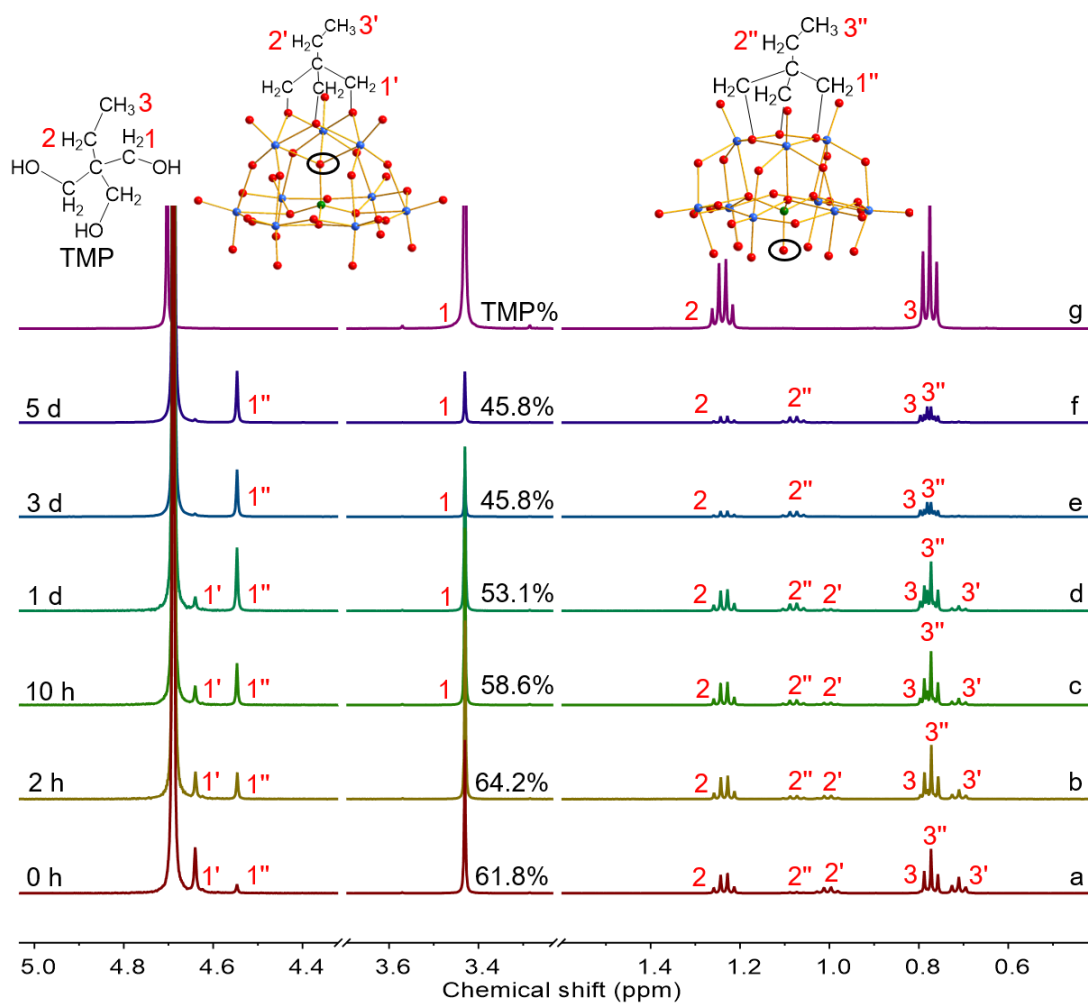 CH₃ 3'
2' H₂C
C
H₂C CH₂ 1'
H₂C
CH₃ 3"
2" H₂C
C
H₂C CH₂ 1"
H₂C
CH₃ 3
2 H₂C H₂ 1
HO C C OH
C CH₂
H₂ HO
TMP
1 TMP% 2 3 g
5 d 1" 1 45.8% 2 2" 3 3" f
3 d 1" 1 45.8% 2 2" 3 3" e
1 d 1' 1" 1 53.1% 2 2" 2' 3 3" 3' d
10 h 1' 1" 1 58.6% 2 2" 2' 3 3" 3' c
2 h 1' 1" 64.2% 2 2" 2' 3 3" 3' b
0 h 1' 1" 61.8% 2 2" 2' 3 3" 3' a
5.0 4.8 4.6 4.4 3.6 3.4 1.4 1.2 1.0 0.8 0.6
Chemical shift (ppm)